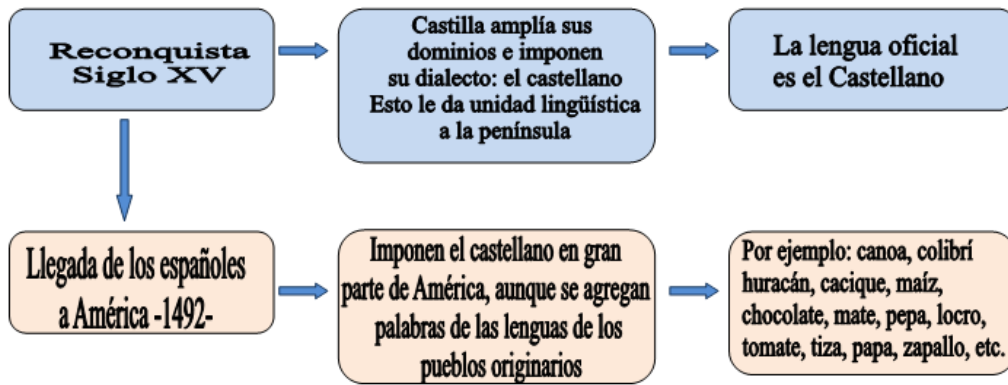 Reconquista
Siglo XV
Castilla amplía sus
dominios e imponen
su dialecto: el castellano
Esto le da unidad lingüística
a la península
La lengua oficial
es el Castellano
Llegada de los españoles
a América -1492-
Imponen el castellano en gran
parte de América, aunque se agregan
palabras de las lenguas de los
pueblos originarios
Por ejemplo: canoa, colibrí
huracán, cacique, maíz,
chocolate, mate, pepa, locro,
tomate, tiza, papa, zapallo, etc.